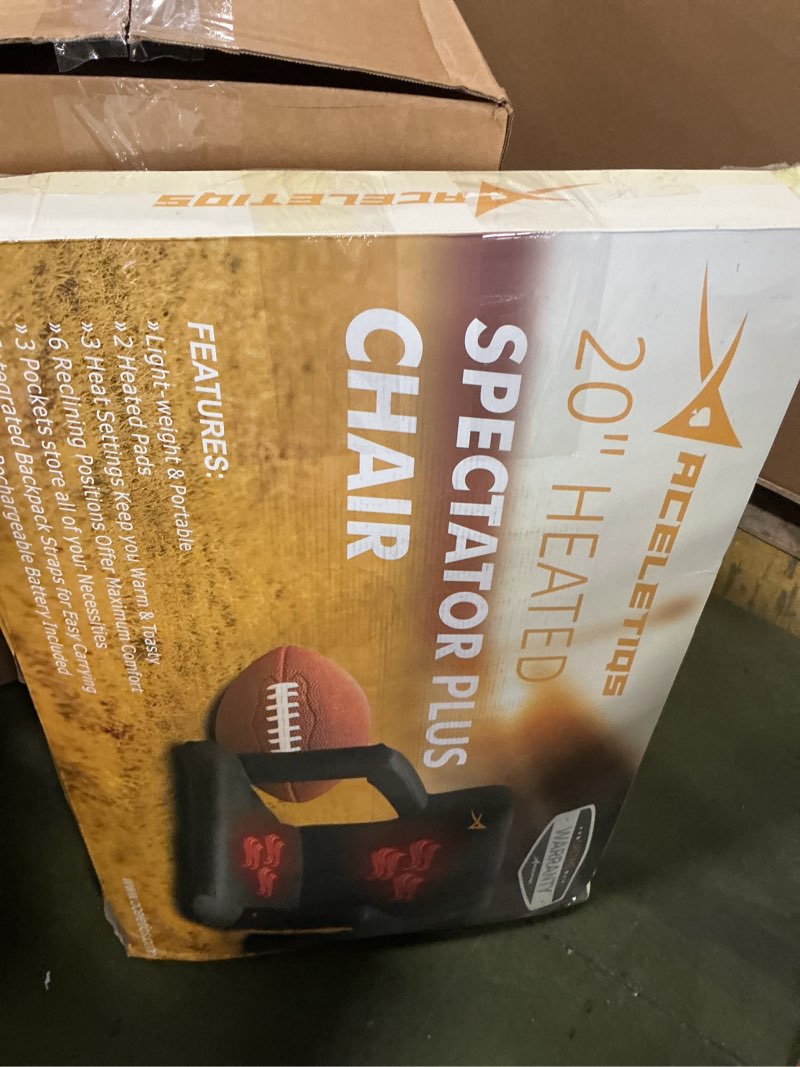 ACELETIQS
ACELETIQS
20" HEATED
SPECTATOR PLUS
CHAIR
FEATURES:
»Light-weight & Portable
»2 Heated Pads
»3 Heat Settings Keep you Warm & Toasty
»6 Reclining Positions Offer Maximum Comfort
»3 Pockets store all of your Necessities
Integrated Backpack Straps for Easy Carrying
Rechargeable Battery Included
WARRANTY